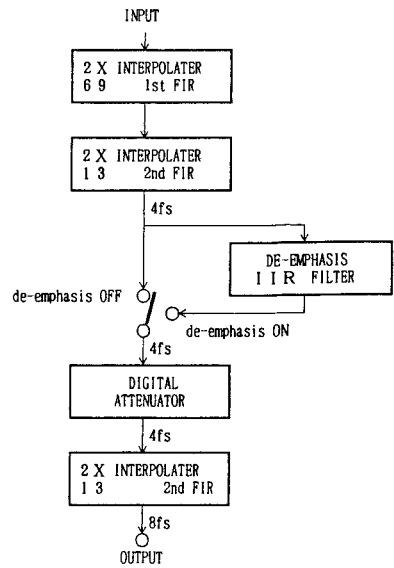 INPUT
2 X INTERPOLATER
6 9 1st FIR
2 X INTERPOLATER
1 3 2nd FIR
4fs
DE-EMPHASIS
I I R FILTER
de-emphasis OFF
de-emphasis ON
4fs
DIGITAL
ATTENUATOR
4fs
2 X INTERPOLATER
1 3 2nd FIR
8fs
OUTPUT